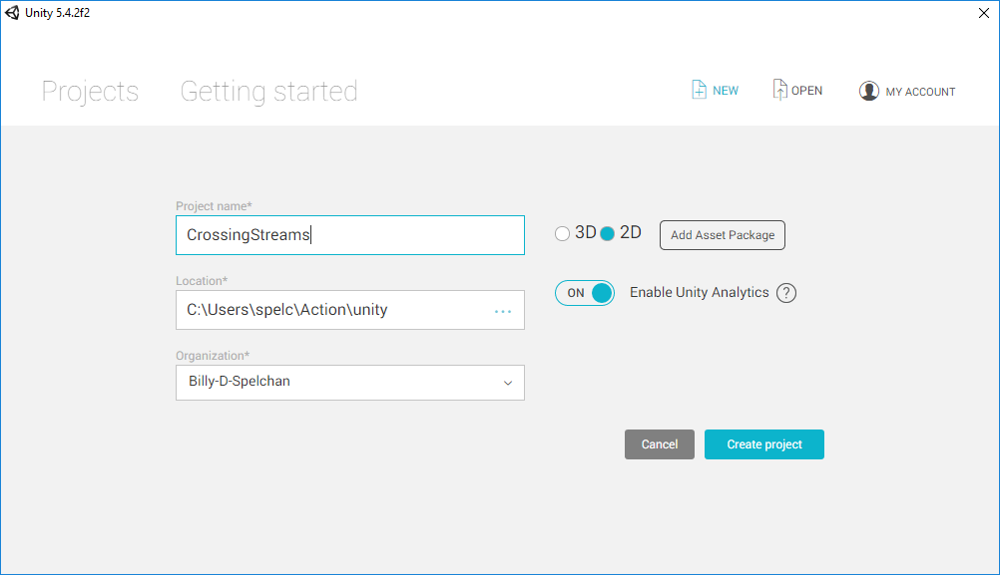 Unity 5.4.2f2
Projects Getting started NEW OPEN MY ACCOUNT
Project name*
CrossingStreams
3D 2D Add Asset Package
Location*
C:\Users\spelc\Action\unity ...
ON Enable Unity Analytics ?
Organization*
Billy-D-Spelchan
Cancel Create project